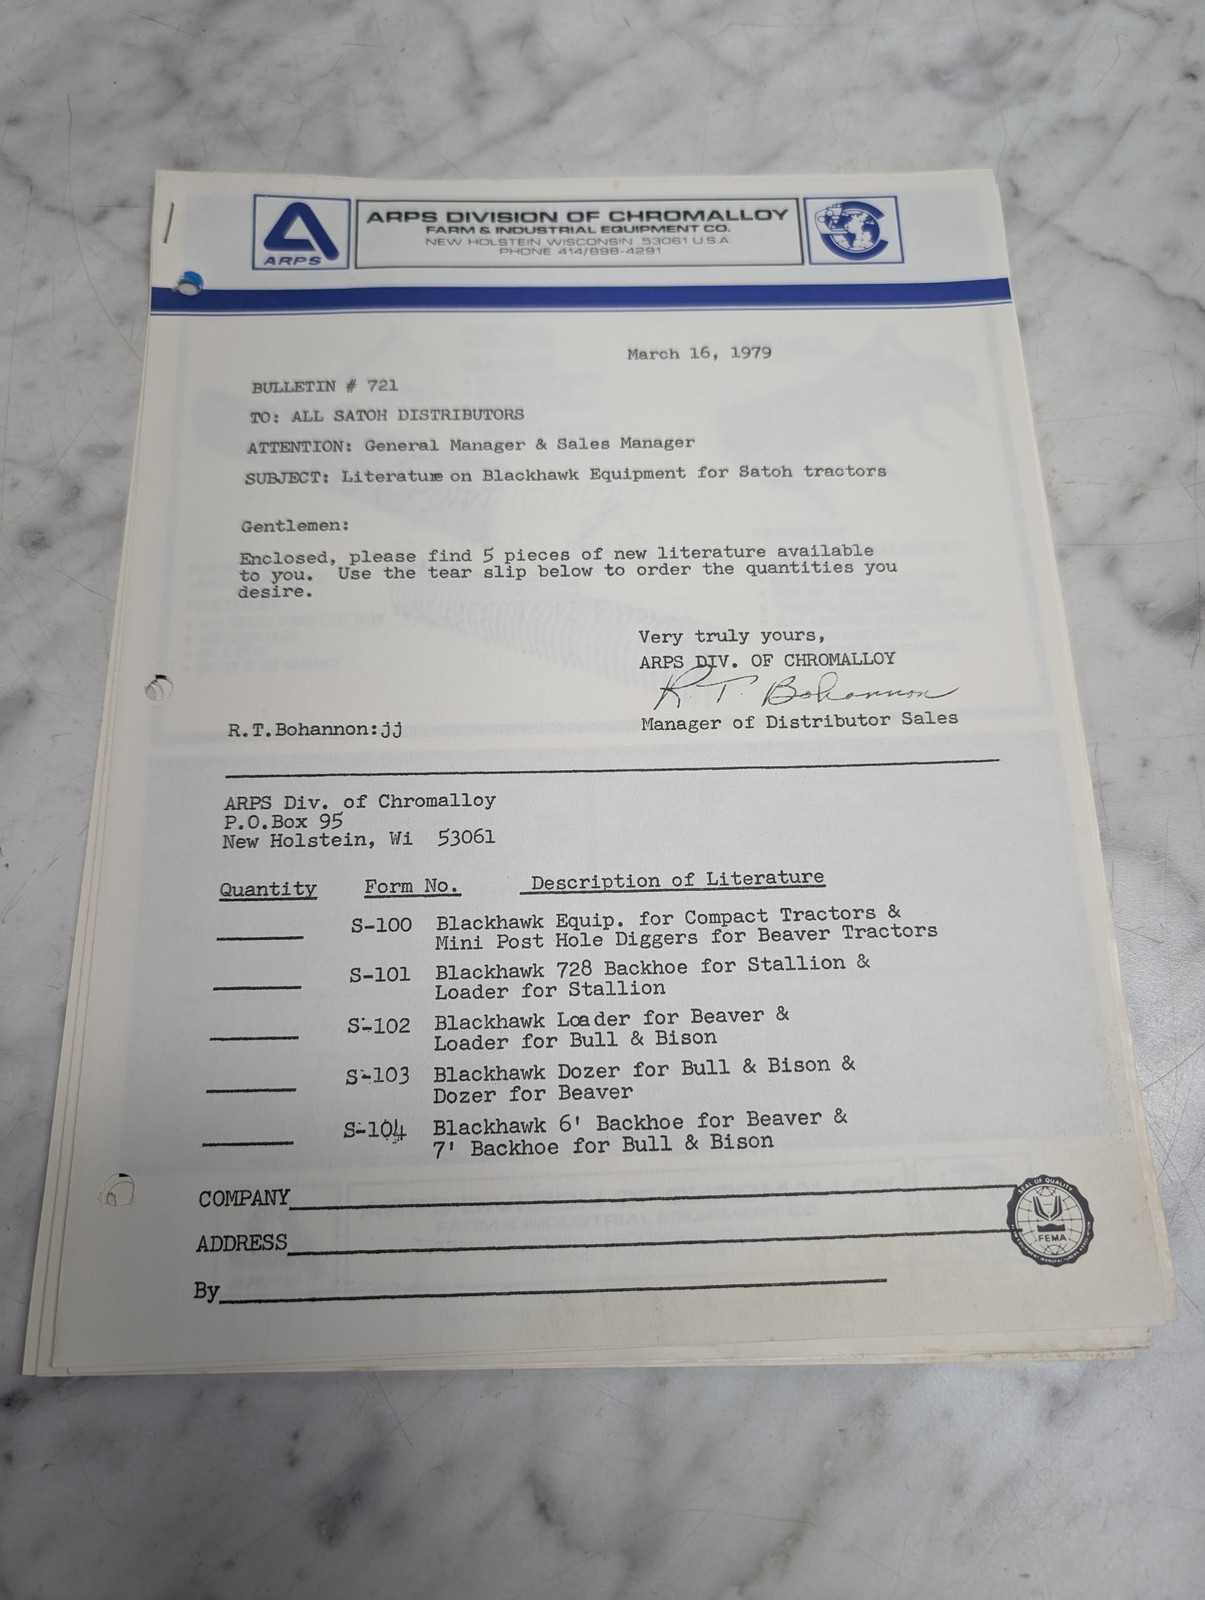 ARPS
ARPS DIVISION OF CHROMALLOY
FARM & INDUSTRIAL EQUIPMENT CO.
NEW HOLSTEIN WISCONSIN 53061 U.S.A.
PHONE 414/898-4291
March 16, 1979
BULLETIN # 721
TO: ALL SATOH DISTRIBUTORS
ATTENTION: General Manager & Sales Manager
SUBJECT: Literature on Blackhawk Equipment for Satoh tractors
Gentlemen:
Enclosed, please find 5 pieces of new literature available
to you. Use the tear slip below to order the quantities you
desire.
Very truly yours,
ARPS DIV. OF CHROMALLOY
R. T. Bohannon
Manager of Distributor Sales
R.T.Bohannon:jj
ARPS Div. of Chromalloy
P.O.Box 95
New Holstein, Wi 53061
Quantity Form No. Description of Literature
S-100 Blackhawk Equip. for Compact Tractors &
Mini Post Hole Diggers for Beaver Tractors
S-101 Blackhawk 728 Backhoe for Stallion &
Loader for Stallion
S-102 Blackhawk Loader for Beaver &
Loader for Bull & Bison
S-103 Blackhawk Dozer for Bull & Bison &
Dozer for Beaver
S-104 Blackhawk 6' Backhoe for Beaver &
7' Backhoe for Bull & Bison
COMPANY
ADDRESS
By
SEAL OF QUALITY
FEMA